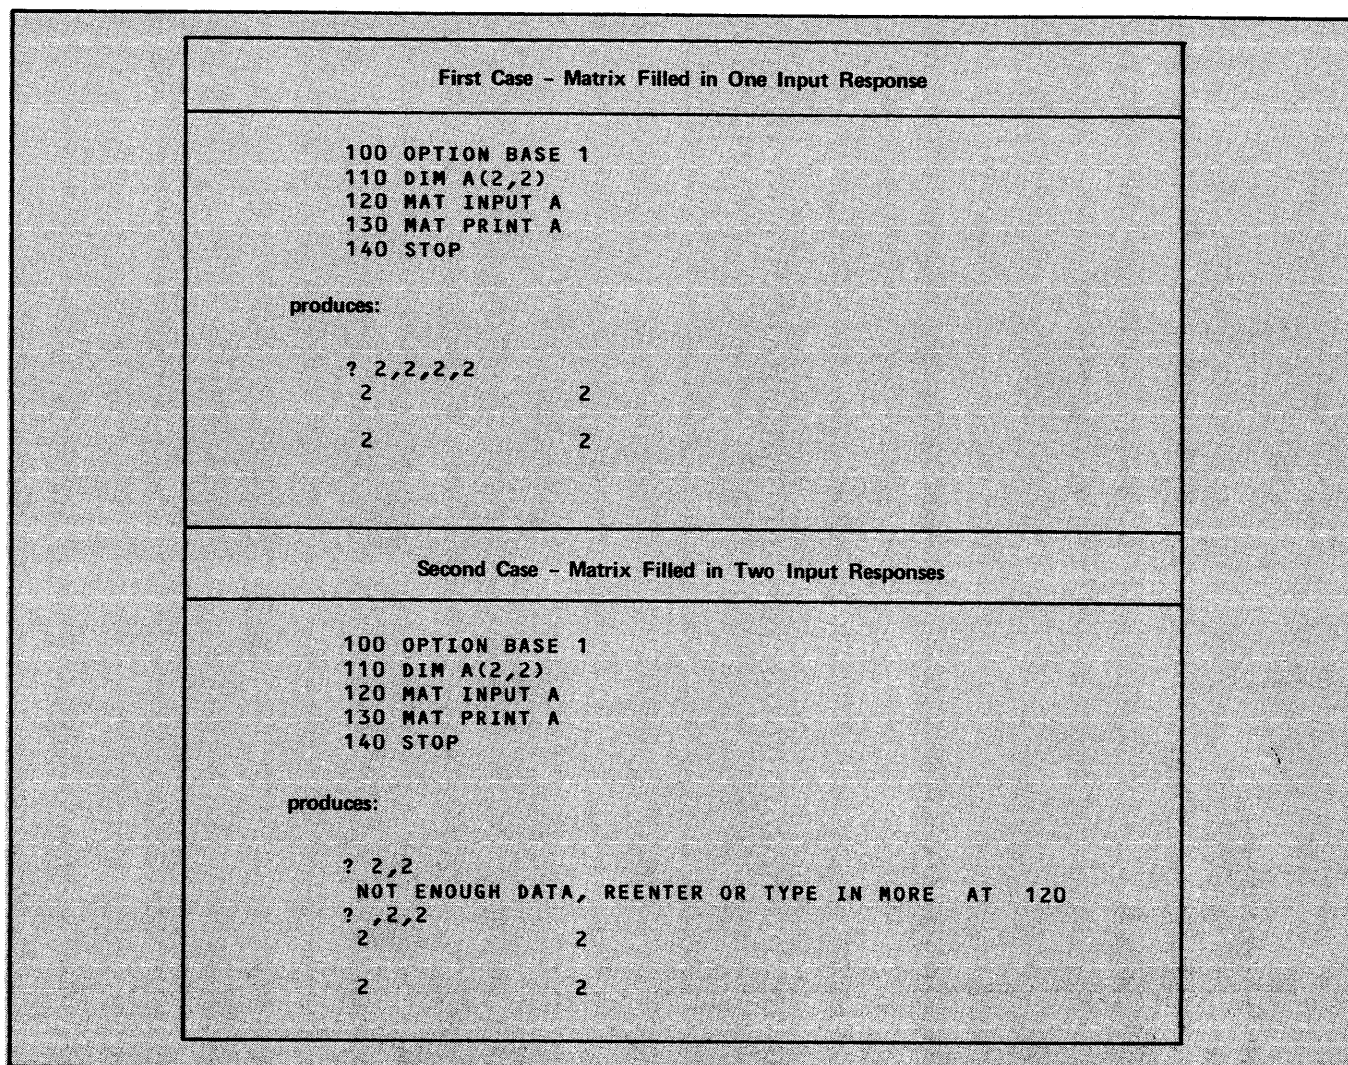 First Case – Matrix Filled in One Input Response
100 OPTION BASE 1
110 DIM A(2,2)
120 MAT INPUT A
130 MAT PRINT A
140 STOP
produces:
? 2,2,2,2
2 2
2 2
Second Case – Matrix Filled in Two Input Responses
100 OPTION BASE 1
110 DIM A(2,2)
120 MAT INPUT A
130 MAT PRINT A
140 STOP
produces:
? 2,2
NOT ENOUGH DATA, REENTER OR TYPE IN MORE AT 120
? ,2,2
2 2
2 2